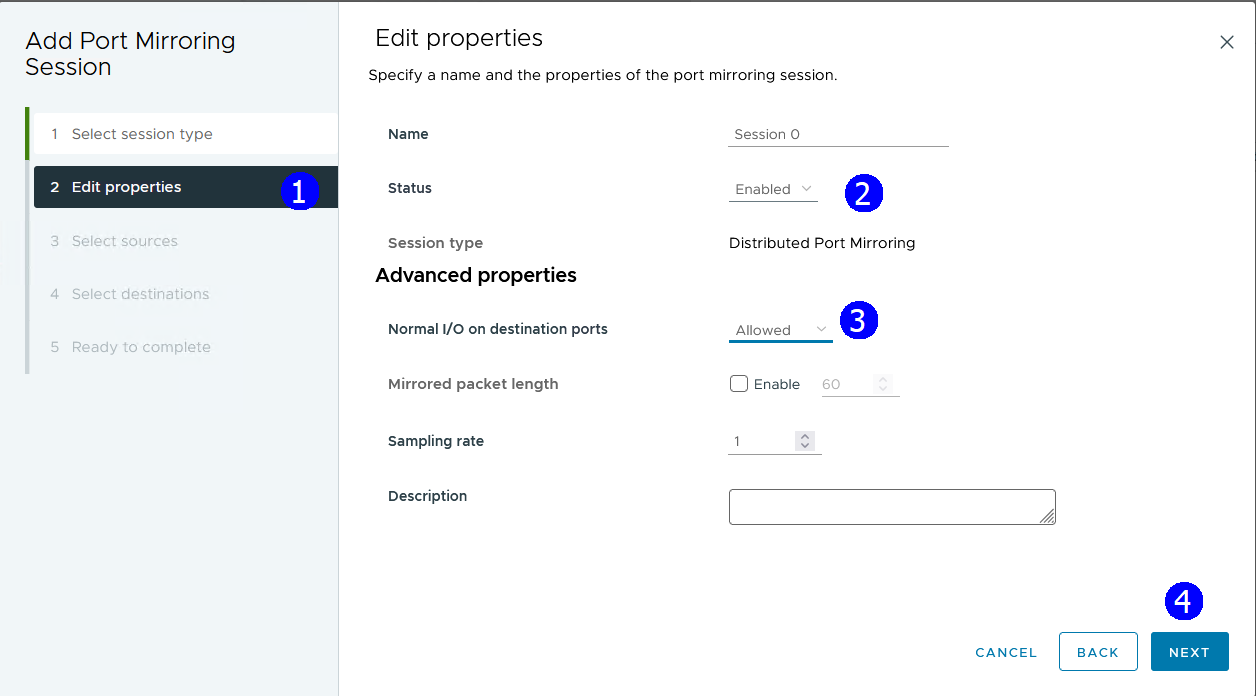 Add Port Mirroring
Session
1 Select session type
2 Edit properties
1
3 Select sources
4 Select destinations
5 Ready to complete
Edit properties
Specify a name and the properties of the port mirroring session.
Name Session 0
Status Enabled 2
Session type Distributed Port Mirroring
Advanced properties
Normal I/O on destination ports Allowed 3
Mirrored packet length Enable 60
Sampling rate 1
Description
4
CANCEL BACK NEXT